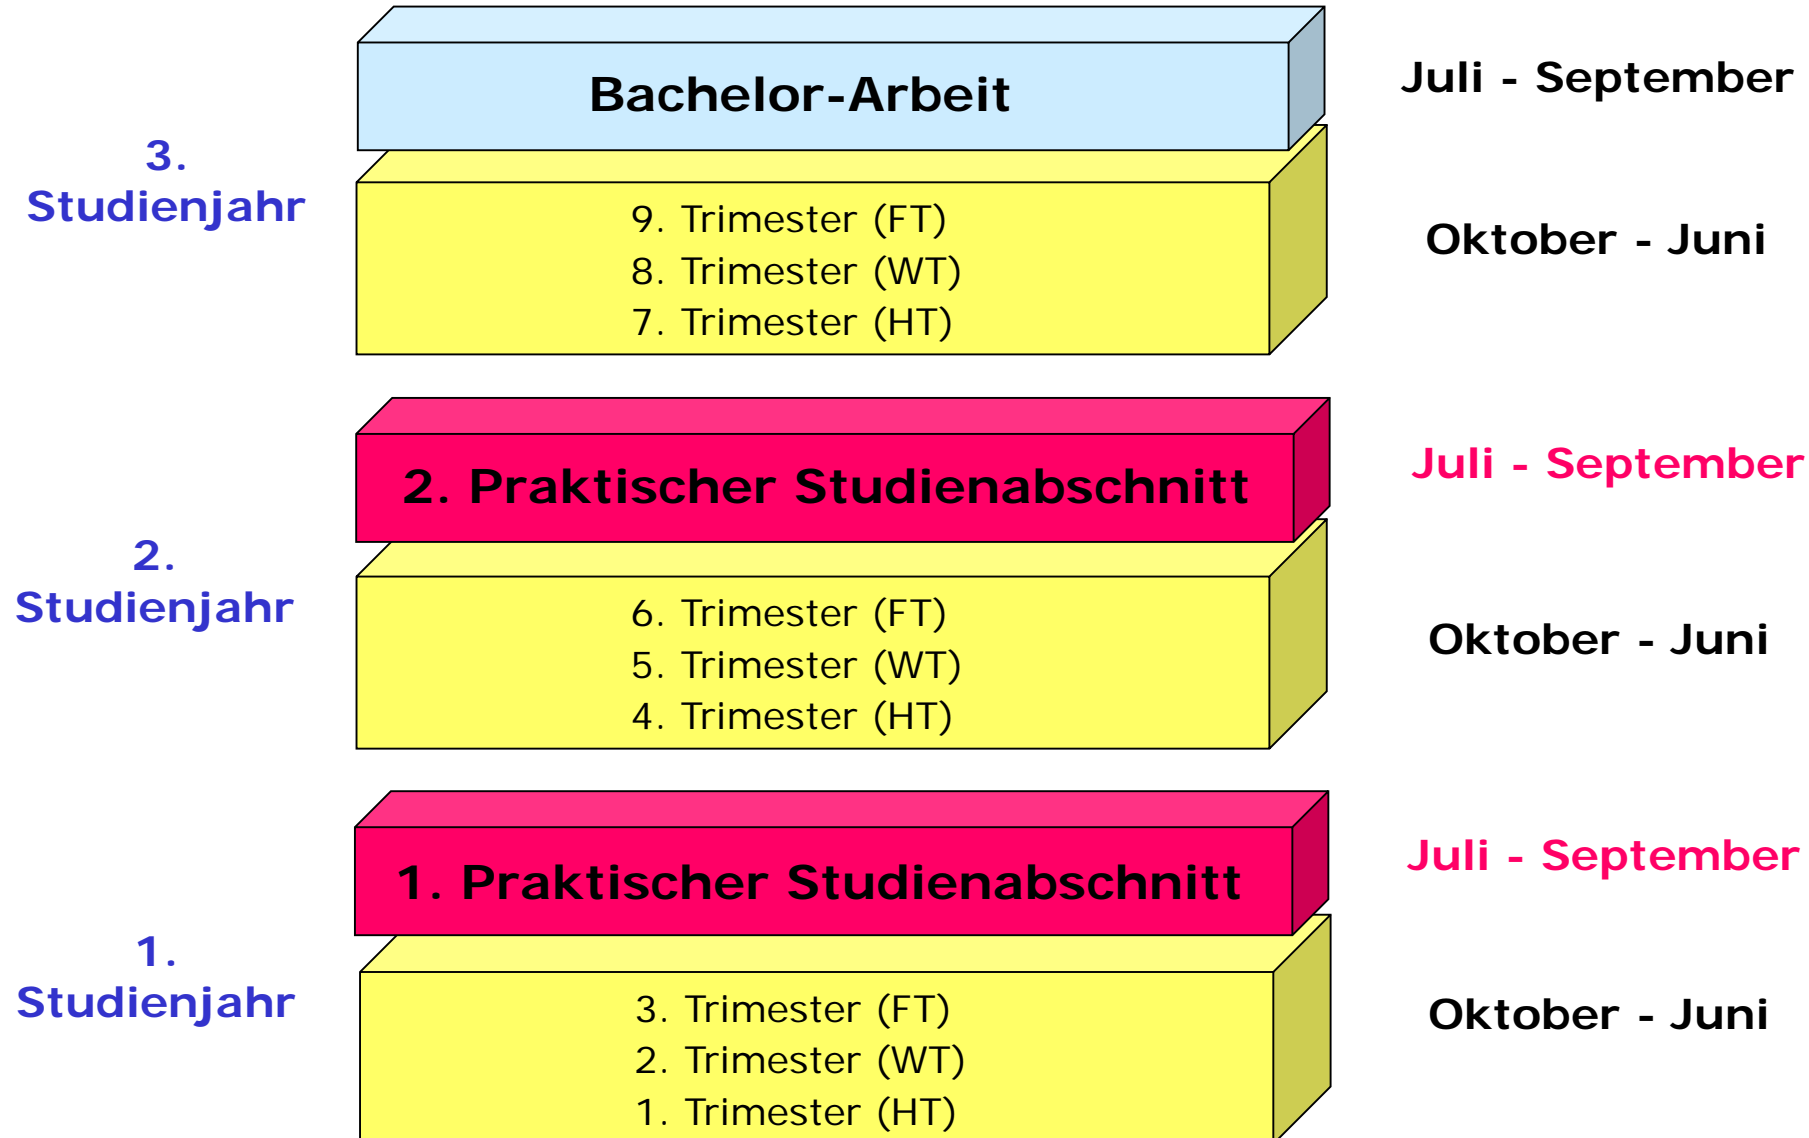 Bachelor-Arbeit
Juli - September
3.
Studienjahr
9. Trimester (FT)
8. Trimester (WT)
7. Trimester (HT)
Oktober - Juni
2. Praktischer Studienabschnitt
Juli - September
2.
Studienjahr
6. Trimester (FT)
5. Trimester (WT)
4. Trimester (HT)
Oktober - Juni
1. Praktischer Studienabschnitt
Juli - September
1.
Studienjahr
3. Trimester (FT)
2. Trimester (WT)
1. Trimester (HT)
Oktober - Juni